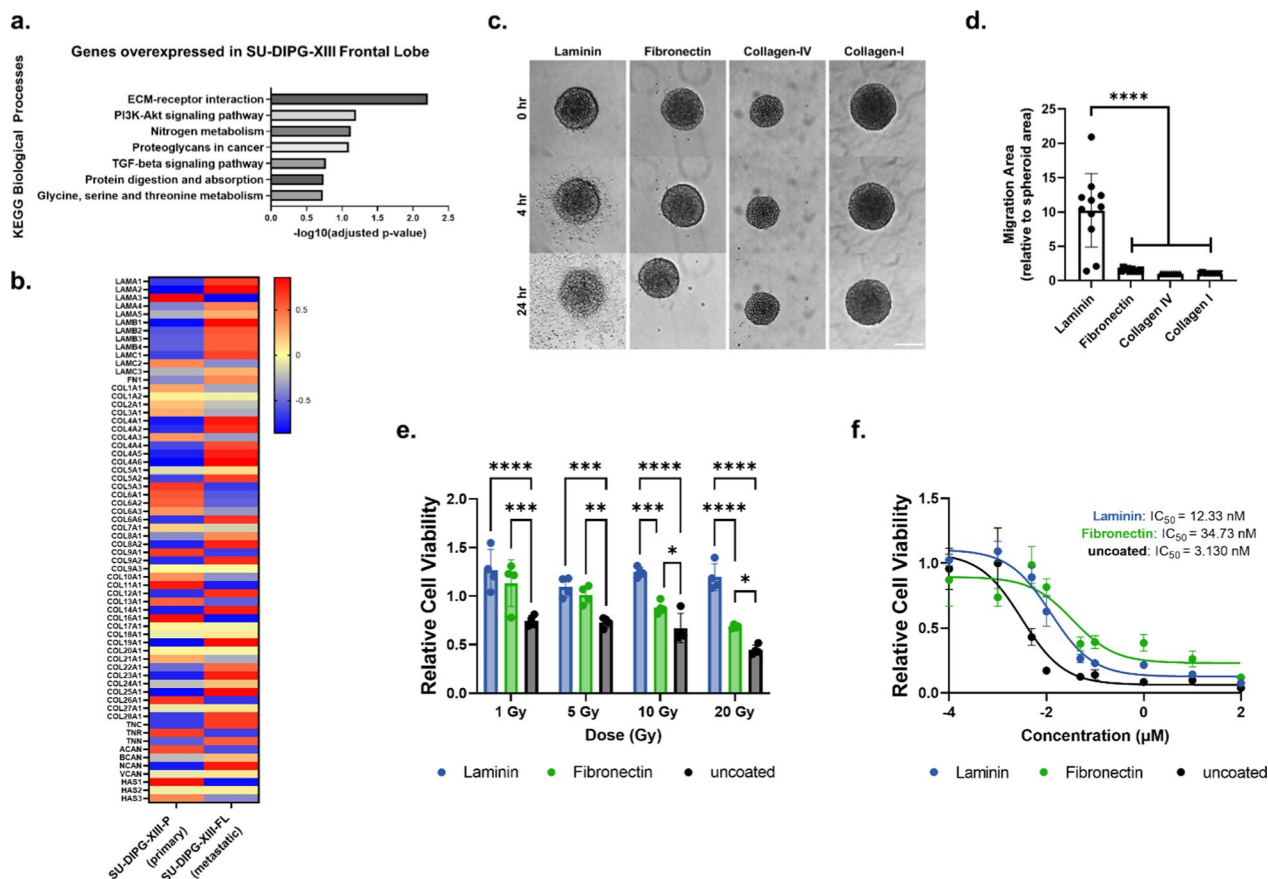 a.
Genes overexpressed in SU-DIPG-XIII Frontal Lobe
KEGG Biological Processes
ECM-receptor interaction
PI3K-Akt signaling pathway
Nitrogen metabolism
Proteoglycans in cancer
TGF-beta signaling pathway
Protein digestion and absorption
Glycine, serine and threonine metabolism
0.0 0.5 1.0 1.5 2.0 2.5
-log10(adjusted p-value)
b.
LAMA1
LAMA2
LAMA3
LAMA4
LAMA5
LAMB1
LAMB2
LAMB3
LAMB4
LAMC1
LAMC2
LAMC3
FN1
COL1A1
COL1A2
COL2A1
COL3A1
COL4A1
COL4A2
COL4A3
COL4A4
COL4A5
COL4A6
COL5A1
COL5A2
COL5A3
COL6A1
COL6A2
COL6A3
COL6A6
COL7A1
COL8A1
COL8A2
COL9A1
COL9A2
COL9A3
COL10A1
COL11A1
COL12A1
COL13A1
COL14A1
COL16A1
COL17A1
COL18A1
COL19A1
COL20A1
COL21A1
COL22A1
COL23A1
COL24A1
COL25A1
COL26A1
COL27A1
COL28A1
TNC
TNR
TNN
ACAN
BCAN
NCAN
VCAN
HAS1
HAS2
HAS3
0.5
0
-0.5
SU-DIPG-XIII-P
(primary)
SU-DIPG-XIII-FL
(metastatic)
c.
Laminin Fibronectin Collagen-IV Collagen-I
0 hr
4 hr
24 hr
d.
****
Migration Area
(relative to spheroid area)
25
20
15
10
5
0
Laminin
Fibronectin
Collagen IV
Collagen I
e.
**** *** **** ****
*** ** *** * **** *
Relative Cell Viability
2.0
1.5
1.0
0.5
0.0
1 Gy 5 Gy 10 Gy 20 Gy
Dose (Gy)
Laminin Fibronectin uncoated
f.
Laminin: IC50 = 12.33 nM
Fibronectin: IC50 = 34.73 nM
uncoated: IC50 = 3.130 nM
Relative Cell Viability
1.5
1.0
0.5
0.0
-4 -2 0 2
Concentration (µM)
Laminin Fibronectin uncoated